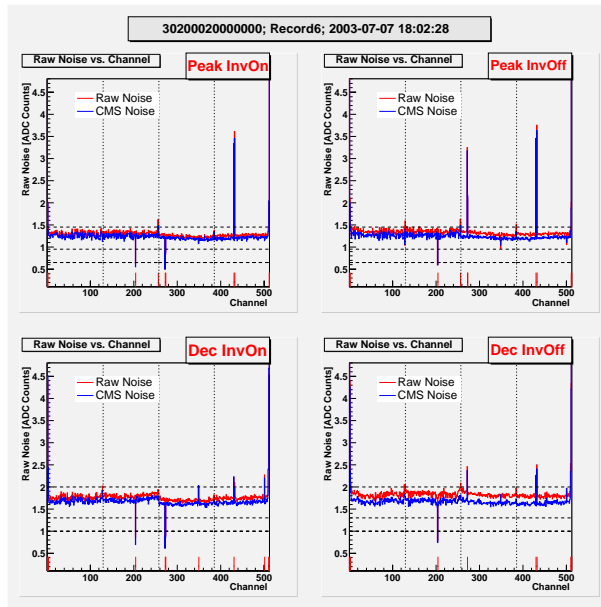 30200020000000; Record6; 2003-07-07 18:02:28
Raw Noise vs. Channel
Peak InvOn
Raw Noise [ADC Counts]
4.5
4
3.5
3
2.5
2
1.5
1
0.5
Raw Noise
CMS Noise
100 200 300 400 500
Channel
Raw Noise vs. Channel
Peak InvOff
Raw Noise [ADC Counts]
4.5
4
3.5
3
2.5
2
1.5
1
0.5
Raw Noise
CMS Noise
100 200 300 400 500
Channel
Raw Noise vs. Channel
Dec InvOn
Raw Noise [ADC Counts]
4.5
4
3.5
3
2.5
2
1.5
1
0.5
Raw Noise
CMS Noise
100 200 300 400 500
Channel
Raw Noise vs. Channel
Dec InvOff
Raw Noise [ADC Counts]
4.5
4
3.5
3
2.5
2
1.5
1
0.5
Raw Noise
CMS Noise
100 200 300 400 500
Channel